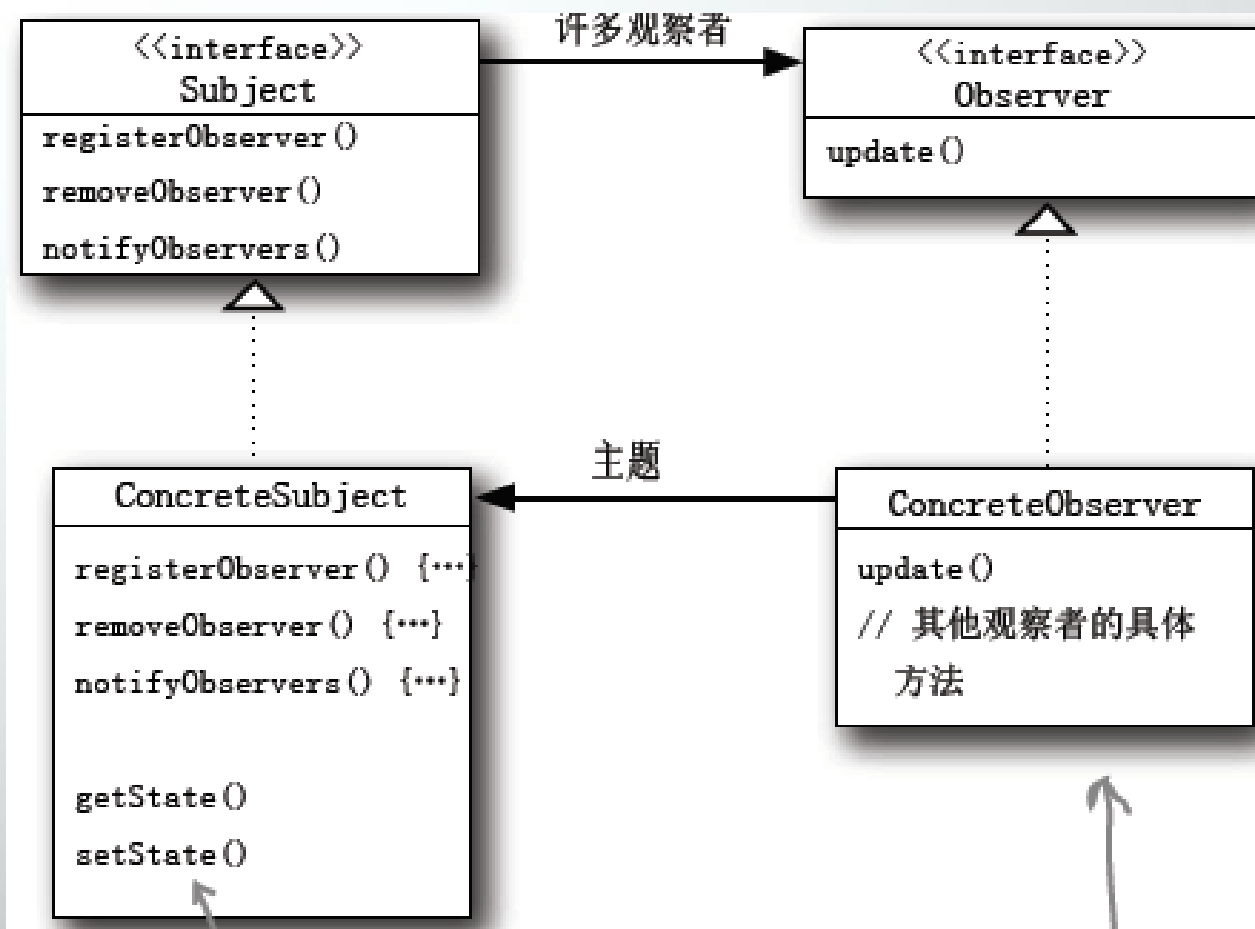 <<interface>>
Subject
registerObserver()
removeObserver()
notifyObservers()
许多观察者
<<interface>>
Observer
update()
ConcreteSubject
registerObserver() {…}
removeObserver() {…}
notifyObservers() {…}
getState()
setState()
主题
ConcreteObserver
update()
// 其他观察者的具体
方法